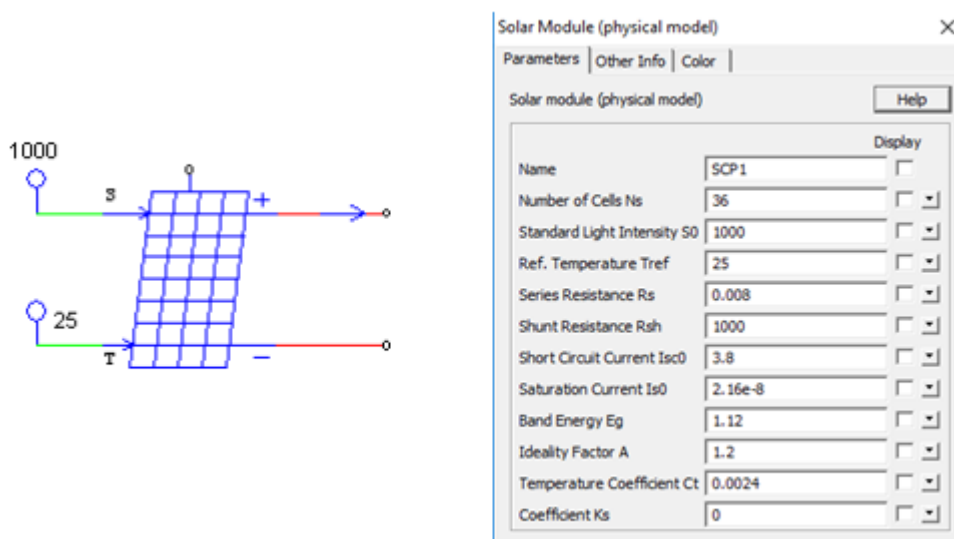 1000
S
o
+
o
25
T
−
o
Solar Module (physical model)
Parameters Other Info Color
Solar module (physical model) Help
Display
Name SCP1
Number of Cells Ns 36
Standard Light Intensity S0 1000
Ref. Temperature Tref 25
Series Resistance Rs 0.008
Shunt Resistance Rsh 1000
Short Circuit Current Isc0 3.8
Saturation Current Is0 2.16e-8
Band Energy Eg 1.12
Ideality Factor A 1.2
Temperature Coefficient Ct 0.0024
Coefficient Ks 0